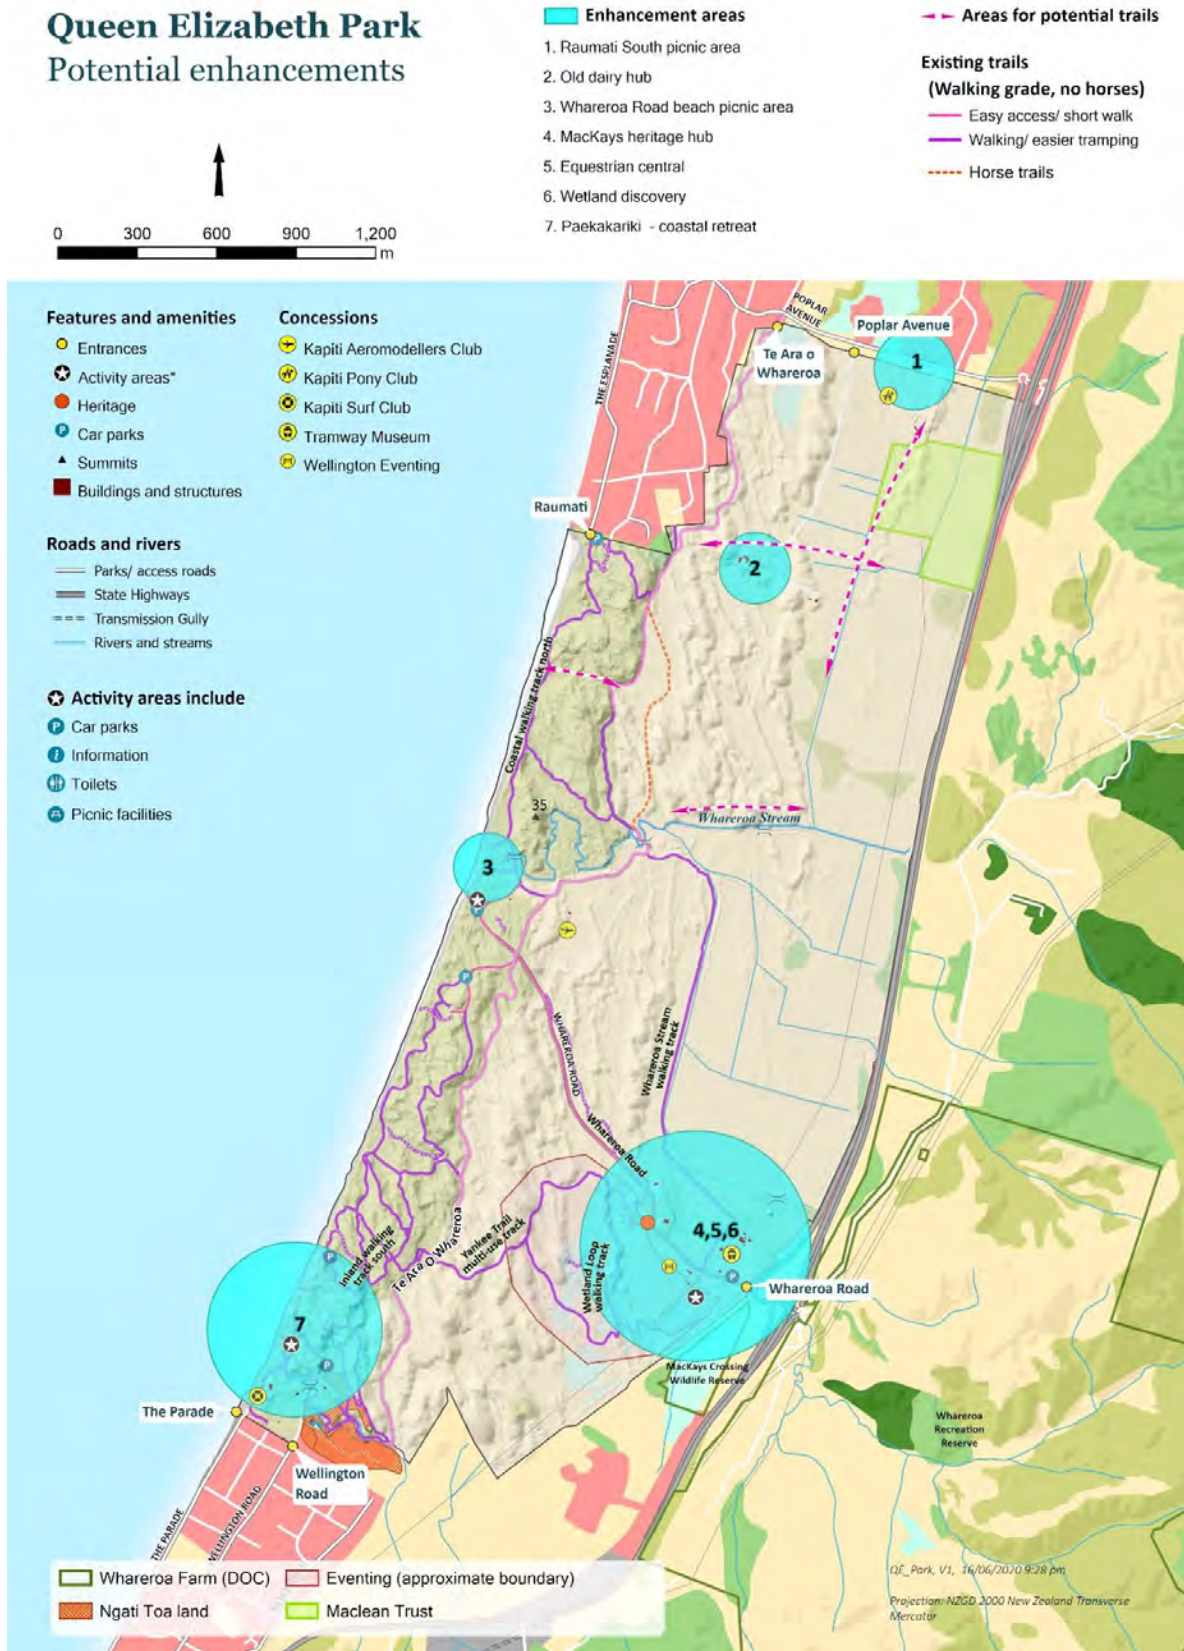 Queen Elizabeth Park
Potential enhancements
0 300 600 900 1,200
m
Enhancement areas
1. Raumati South picnic area
2. Old dairy hub
3. Whareroa Road beach picnic area
4. MacKays heritage hub
5. Equestrian central
6. Wetland discovery
7. Paekakariki - coastal retreat
Areas for potential trails
Existing trails
(Walking grade, no horses)
Easy access/ short walk
Walking/ easier tramping
Horse trails
Features and amenities
Entrances
Activity areas*
Heritage
Car parks
Summits
Buildings and structures
Concessions
Kapiti Aeromodellers Club
Kapiti Pony Club
Kapiti Surf Club
Tramway Museum
Wellington Eventing
Roads and rivers
Parks/ access roads
State Highways
Transmission Gully
Rivers and streams
Activity areas include
Car parks
Information
Toilets
Picnic facilities
POPLAR
AVENUE
Poplar Avenue
Te Ara o
Whareroa
1
THE ESPLANADE
Raumati
2
Coastal walking track north
35
Whareroa Stream
3
WHAREROA ROAD
Whareroa Stream
walking track
Whareroa Road
4,5,6
Inland walking
track south
Te Ara O Whareroa
Yankee Trail
multi-use track
Wetland Loop
walking track
Whareroa Road
7
MacKays Crossing
Wildlife Reserve
The Parade
Whareroa
Recreation
Reserve
Wellington
Road
THE PARADE
WELLINGTON ROAD
Whareroa Farm (DOC)
Eventing (approximate boundary)
Ngati Toa land
Maclean Trust
QE_Park, V1, 16/06/2020 9:28 pm
Projection: NZGD 2000 New Zealand Transverse
Mercator